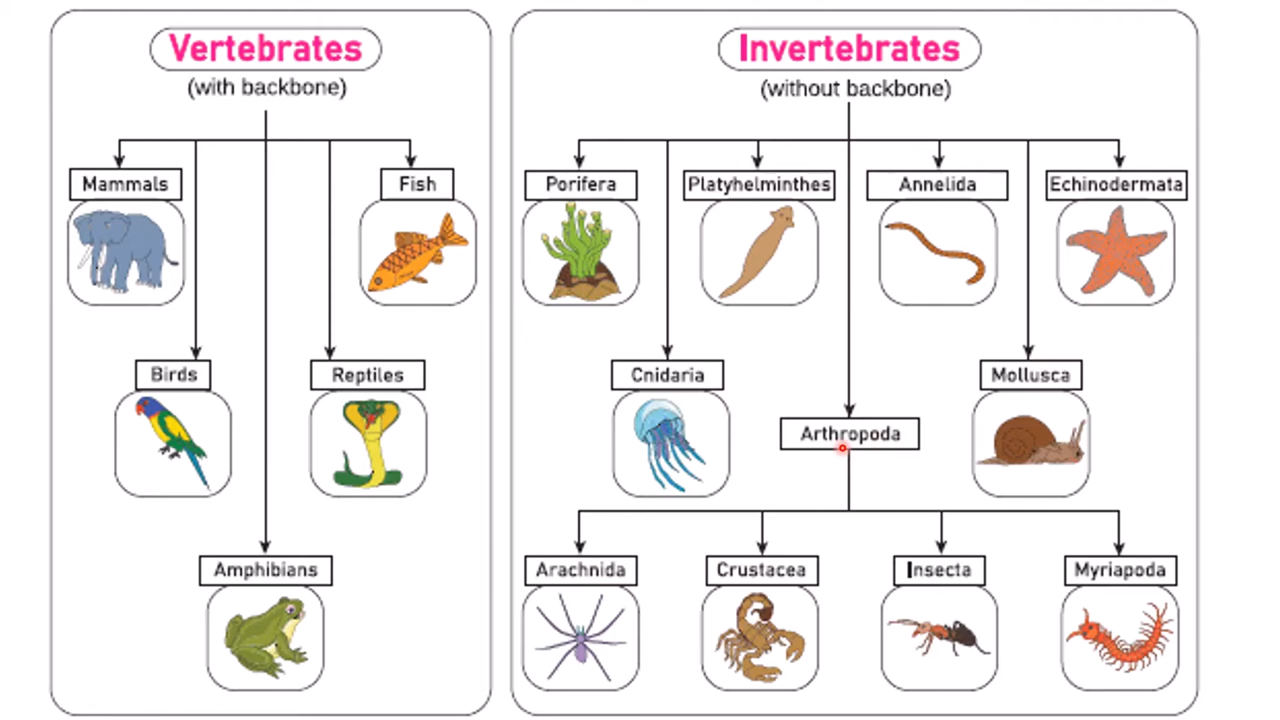 Vertebrates
(with backbone)
Mammals
Fish
Birds
Reptiles
Amphibians
Invertebrates
(without backbone)
Porifera
Platyhelminthes
Annelida
Echinodermata
Cnidaria
Mollusca
Arthropoda
Arachnida
Crustacea
Insecta
Myriapoda